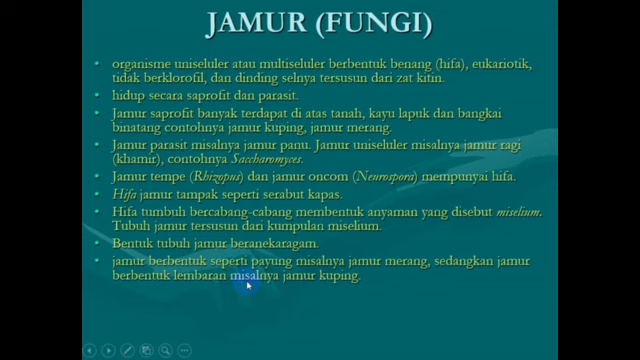 JAMUR (FUNGI)
• organisme uniseluler atau multiseluler berbentuk benang (hifa), eukariotik,
tidak berklorofil, dan dinding selnya tersusun dari zat kitin.
• hidup secara saprofit dan parasit.
• Jamur saprofit banyak terdapat di atas tanah, kayu lapuk dan bangkai
binatang contohnya jamur kuping, jamur merang.
• Jamur parasit misalnya jamur panu. Jamur uniseluler misalnya jamur ragi
(khamir), contohnya Saccharomyces.
• Jamur tempe (Rhizopus) dan jamur oncom (Neurospora) mempunyai hifa.
• Hifa jamur tampak seperti serabut kapas.
• Hifa tumbuh bercabang-cabang membentuk anyaman yang disebut miselium.
Tubuh jamur tersusun dari kumpulan miselium.
• Bentuk tubuh jamur beranekaragam.
• jamur berbentuk seperti payung misalnya jamur merang, sedangkan jamur
berbentuk lembaran misalnya jamur kuping.